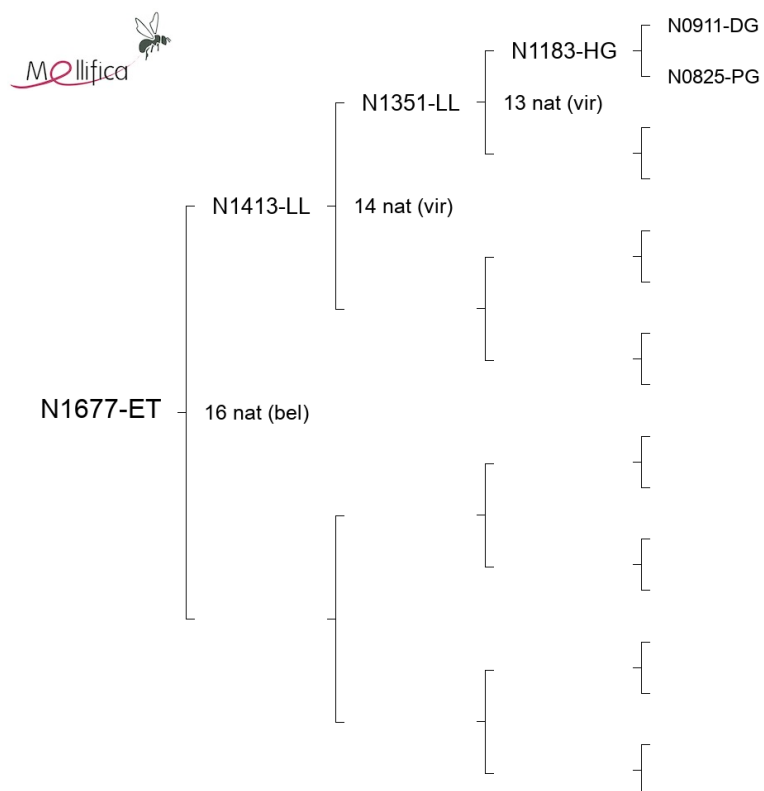 Mellifica
N0911-DG
N1183-HG
N0825-PG
N1351-LL
13 nat (vir)
N1413-LL
14 nat (vir)
N1677-ET
16 nat (bel)